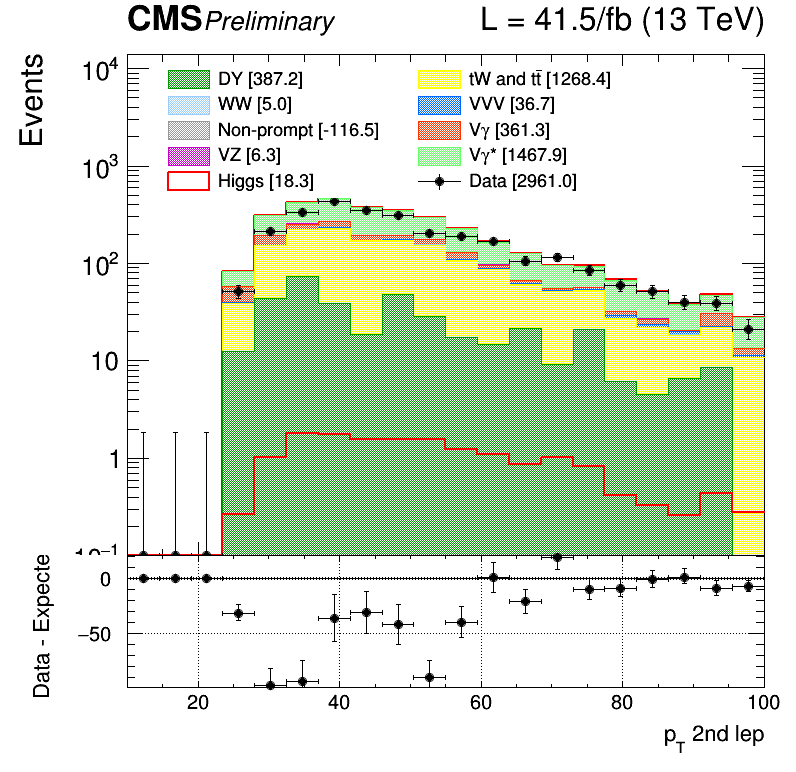 CMS Preliminary L = 41.5/fb (13 TeV)
Events
10⁴
10³
10²
10
1
10⁻¹
DY [387.2]
WW [5.0]
Non-prompt [-116.5]
VZ [6.3]
Higgs [18.3]
tW and tt̄ [1268.4]
VVV [36.7]
Vγ [361.3]
Vγ* [1467.9]
Data [2961.0]
Data - Expecte
0
−50
20 40 60 80 100
p_T 2nd lep